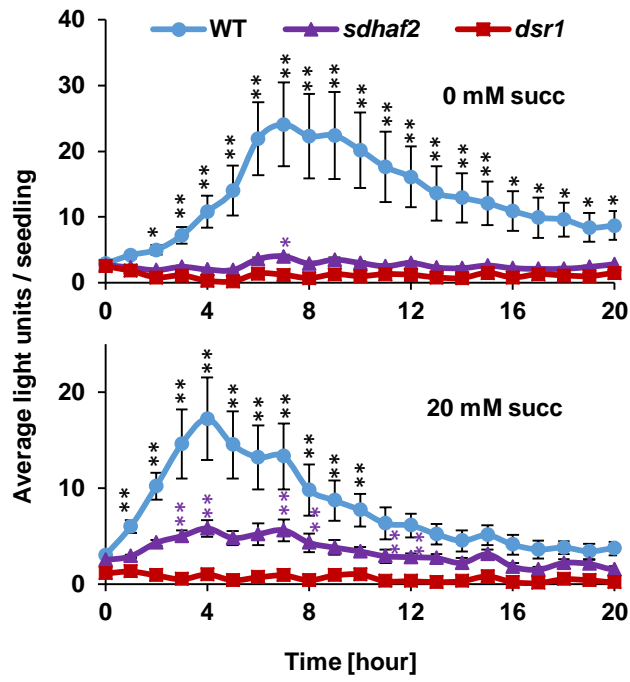 WT sdhaf2 dsr1
Average light units / seedling
40
30
20
10
0
0 mM succ
** ** ** ** ** ** ** ** ** ** ** ** ** ** * * * * * *
*
0 4 8 12 16 20
20
10
0
20 mM succ
** ** ** ** ** ** ** ** ** **
** ** ** ** ** **
0 4 8 12 16 20
Time [hour]